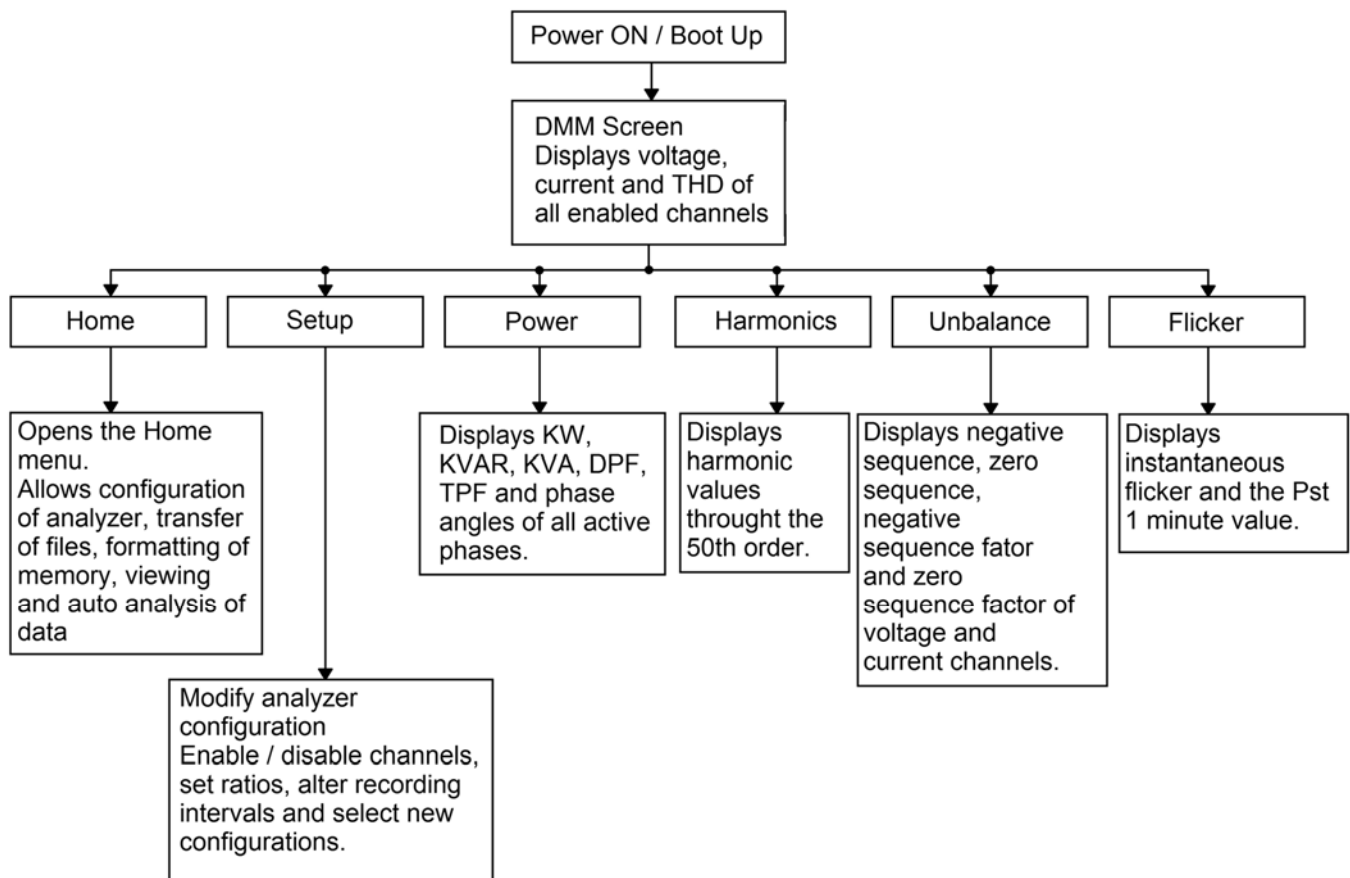 Power ON / Boot Up
DMM Screen
Displays voltage,
current and THD of
all enabled channels
Home
Setup
Power
Harmonics
Unbalance
Flicker
Opens the Home
menu.
Allows configuration
of analyzer, transfer
of files, formatting of
memory, viewing
and auto analysis of
data
Modify analyzer
configuration
Enable / disable channels,
set ratios, alter recording
intervals and select new
configurations.
Displays KW,
KVAR, KVA, DPF,
TPF and phase
angles of all active
phases.
Displays
harmonic
values
throught the
50th order.
Displays negative
sequence, zero
sequence,
negative
sequence fator
and zero
sequence factor of
voltage and
current channels.
Displays
instantaneous
flicker and the Pst
1 minute value.